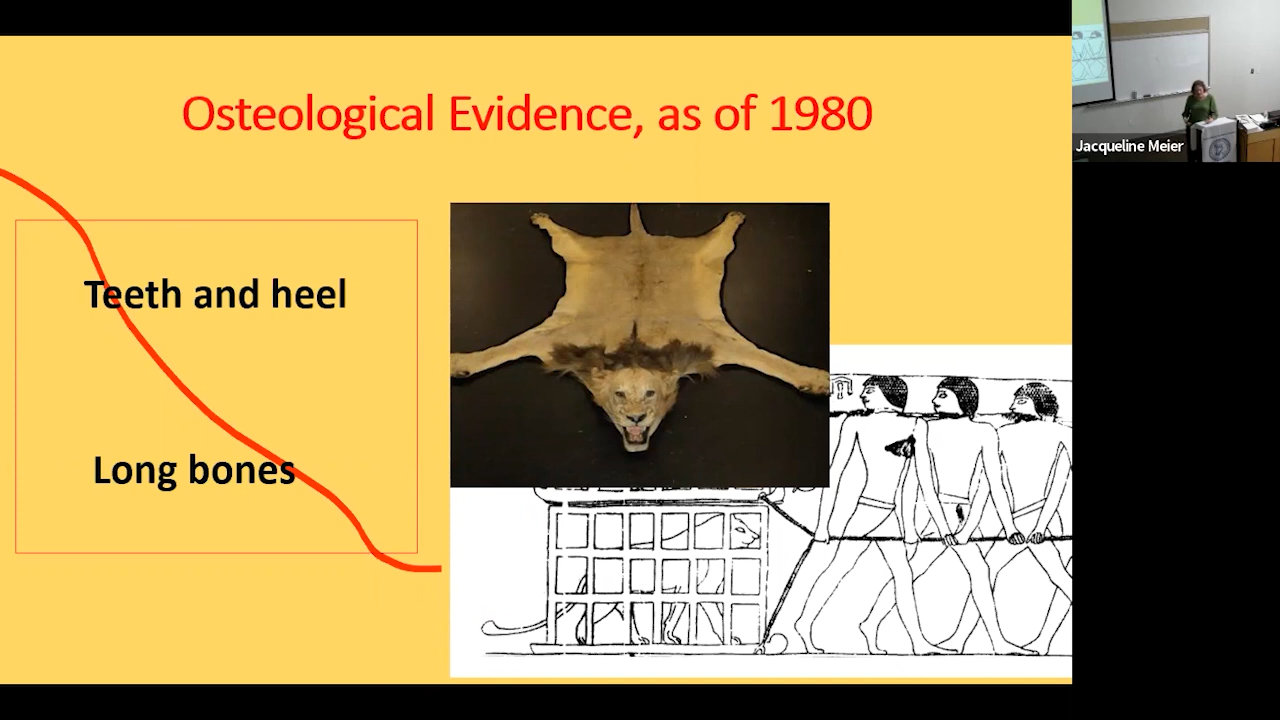 Osteological Evidence, as of 1980
Jacqueline Meier
Teeth and heel
Long bones